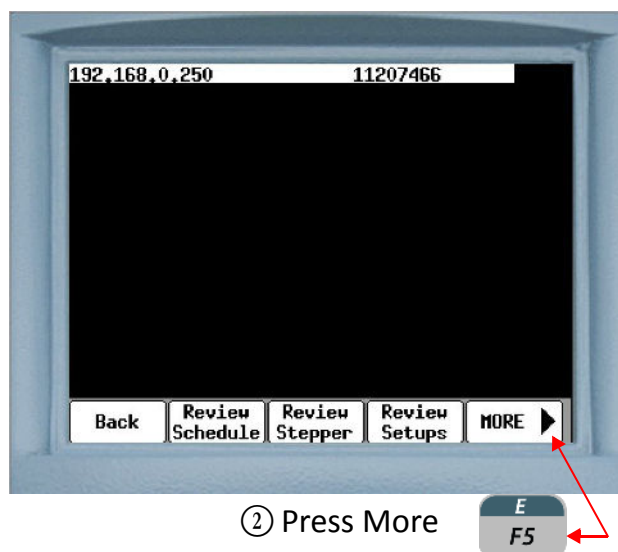 192.168.0.250 11207466
Back Review Schedule Review Stepper Review Setups MORE
② Press More
E
F5